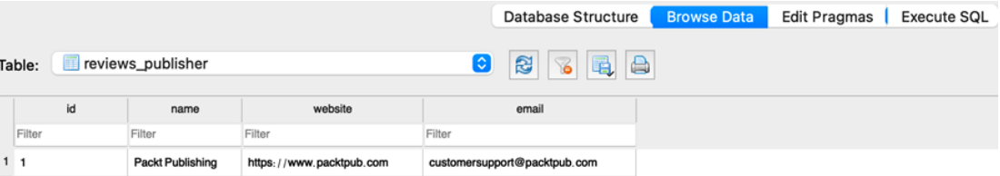 Database Structure Browse Data Edit Pragmas Execute SQL
Table: reviews_publisher
id name website email
Filter Filter Filter Filter
1 1 Packt Publishing https://www.packtpub.com customersupport@packtpub.com